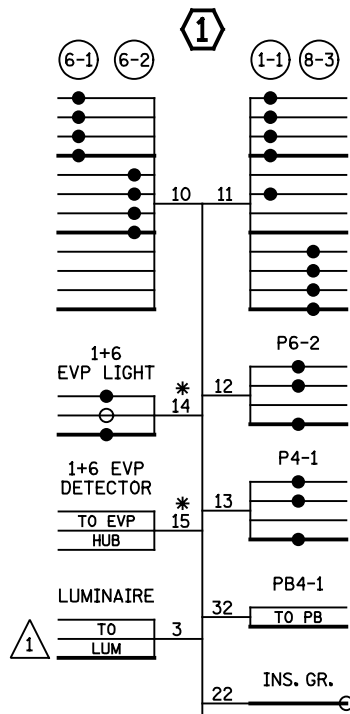 1
6-1 6-2 1-1 8-3
10 11
1+6
EVP LIGHT
*
14
P6-2
12
1+6 EVP
DETECTOR
*
15
TO EVP
HUB
P4-1
13
LUMINAIRE
1
TO
LUM
3
PB4-1
32
TO PB
INS. GR.
22